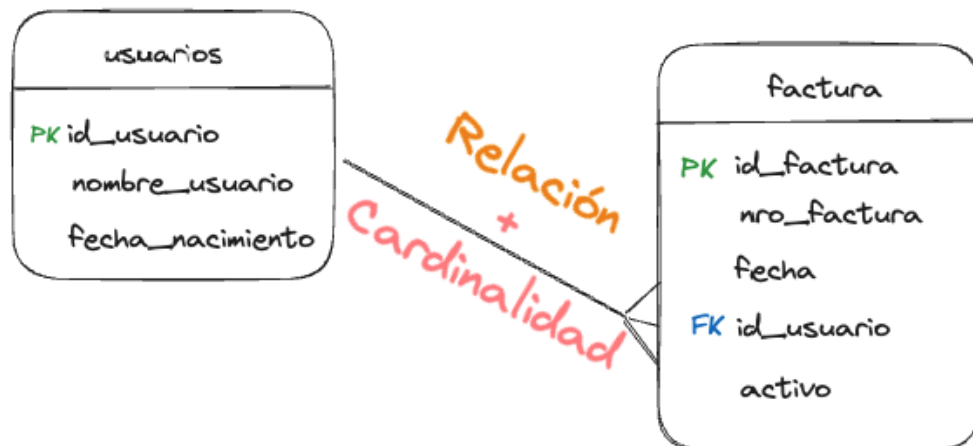 usuarios
PK id_usuario
nombre_usuario
fecha_nacimiento
Relación
+
Cardinalidad
factura
PK id_factura
nro_factura
fecha
FK id_usuario
activo